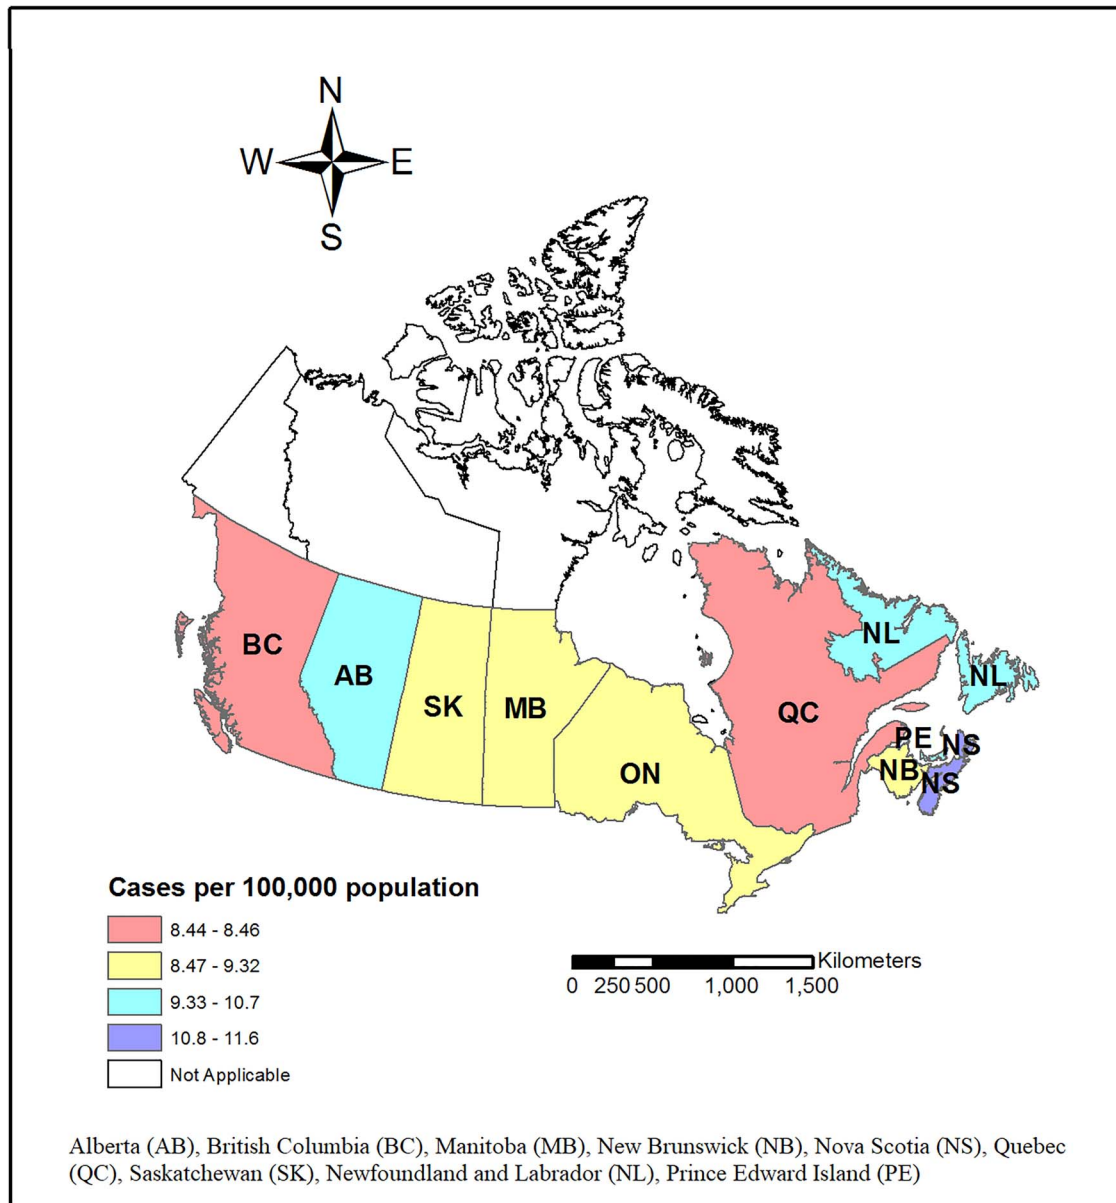 N
W E
S
BC
AB
SK
MB
ON
QC
NL
NL
PE
NS
NB
NS
Cases per 100,000 population
8.44 - 8.46
8.47 - 9.32
9.33 - 10.7
10.8 - 11.6
Not Applicable
Kilometers
0 250 500 1,000 1,500
Alberta (AB), British Columbia (BC), Manitoba (MB), New Brunswick (NB), Nova Scotia (NS), Quebec
(QC), Saskatchewan (SK), Newfoundland and Labrador (NL), Prince Edward Island (PE)